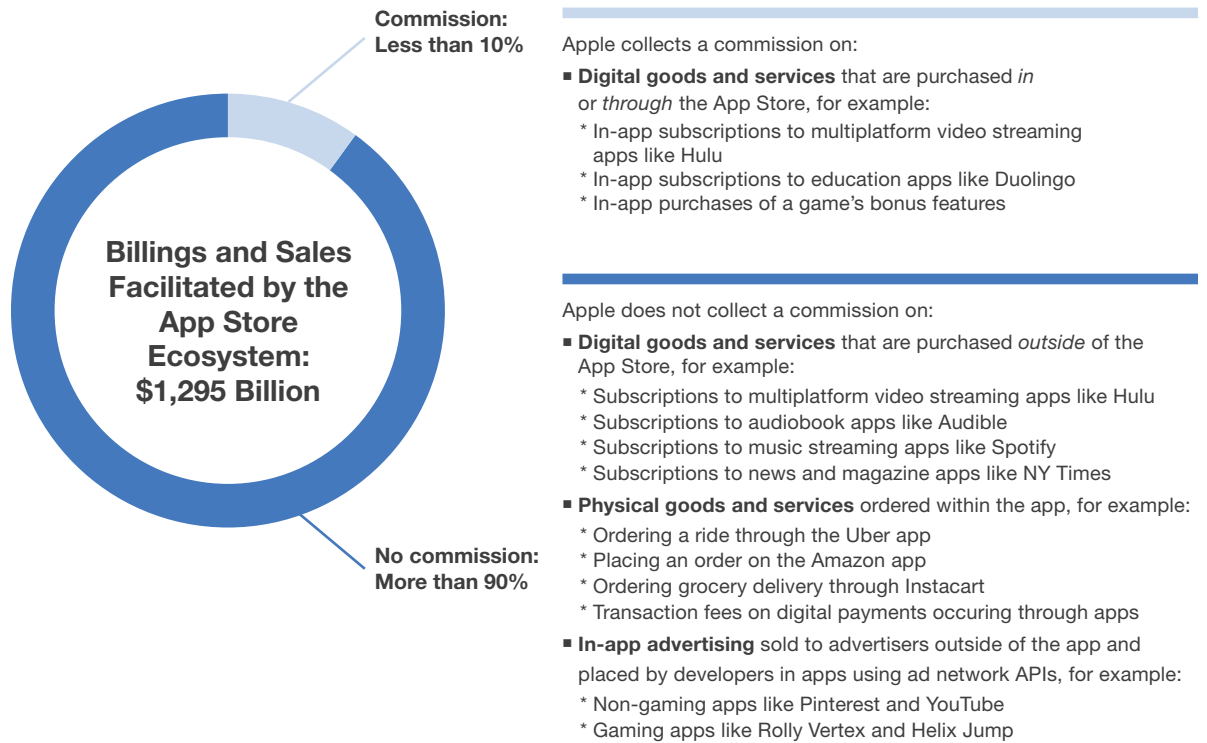 Commission:
Less than 10%
Billings and Sales
Facilitated by the
App Store
Ecosystem:
$1,295 Billion
No commission:
More than 90%
Apple collects a commission on:
▪ Digital goods and services that are purchased in
or through the App Store, for example:
* In-app subscriptions to multiplatform video streaming
apps like Hulu
* In-app subscriptions to education apps like Duolingo
* In-app purchases of a game’s bonus features
Apple does not collect a commission on:
▪ Digital goods and services that are purchased outside of the
App Store, for example:
* Subscriptions to multiplatform video streaming apps like Hulu
* Subscriptions to audiobook apps like Audible
* Subscriptions to music streaming apps like Spotify
* Subscriptions to news and magazine apps like NY Times
▪ Physical goods and services ordered within the app, for example:
* Ordering a ride through the Uber app
* Placing an order on the Amazon app
* Ordering grocery delivery through Instacart
* Transaction fees on digital payments occuring through apps
▪ In-app advertising sold to advertisers outside of the app and
placed by developers in apps using ad network APIs, for example:
* Non-gaming apps like Pinterest and YouTube
* Gaming apps like Rolly Vertex and Helix Jump